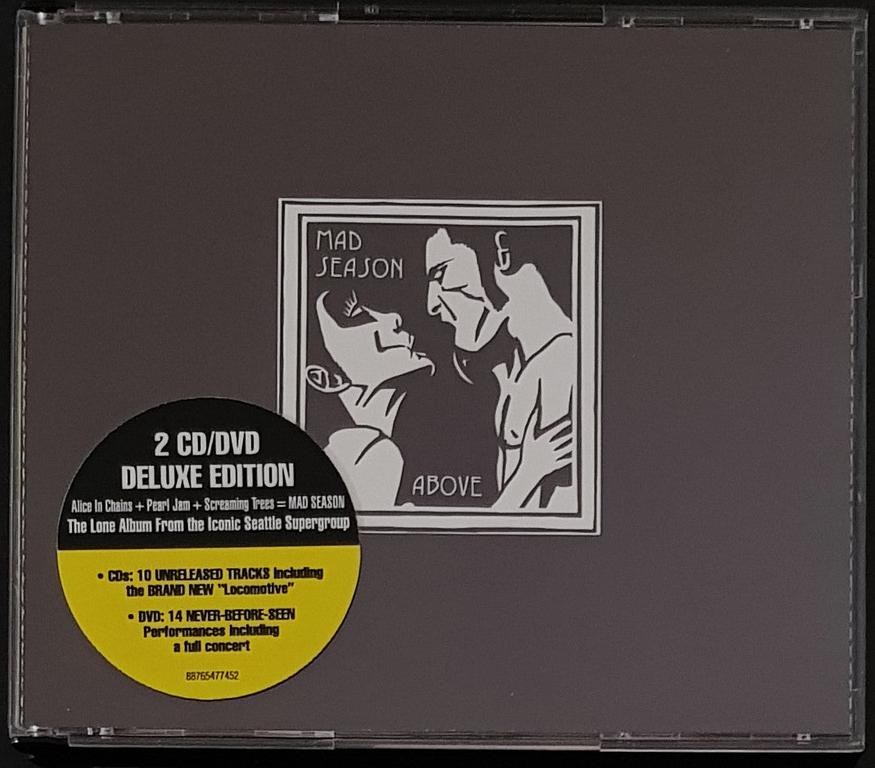 MAD
SEASON
ABOVE
2 CD/DVD
DELUXE EDITION
Alice In Chains + Pearl Jam + Screaming Trees = MAD SEASON
The Lone Album From the Iconic Seattle Supergroup
• CDs: 10 UNRELEASED TRACKS including
the BRAND NEW "Locomotive"
• DVD: 14 NEVER-BEFORE-SEEN
Performances including
a full concert
88765477452